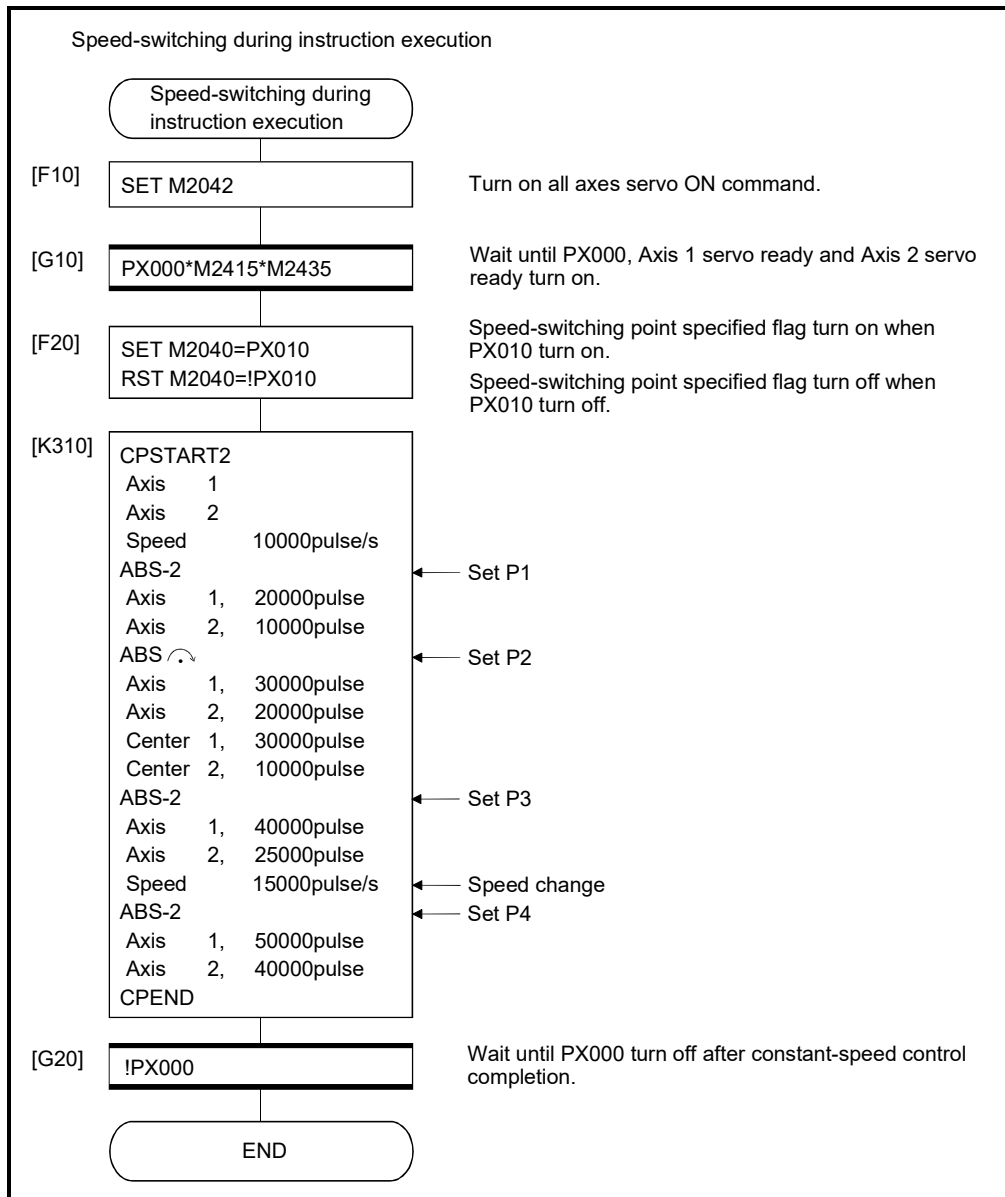 Speed-switching during instruction execution
Speed-switching during
instruction execution
[F10]
SET M2042
Turn on all axes servo ON command.
[G10]
PX000*M2415*M2435
Wait until PX000, Axis 1 servo ready and Axis 2 servo
ready turn on.
[F20]
SET M2040=PX010
RST M2040=!PX010
Speed-switching point specified flag turn on when
PX010 turn on.
Speed-switching point specified flag turn off when
PX010 turn off.
[K310]
CPSTART2
Axis 1
Axis 2
Speed 10000pulse/s
ABS-2 Set P1
Axis 1, 20000pulse
Axis 2, 10000pulse
ABS Set P2
Axis 1, 30000pulse
Axis 2, 20000pulse
Center 1, 30000pulse
Center 2, 10000pulse
ABS-2 Set P3
Axis 1, 40000pulse
Axis 2, 25000pulse
Speed 15000pulse/s Speed change
ABS-2 Set P4
Axis 1, 50000pulse
Axis 2, 40000pulse
CPEND
[G20]
!PX000
Wait until PX000 turn off after constant-speed control
completion.
END